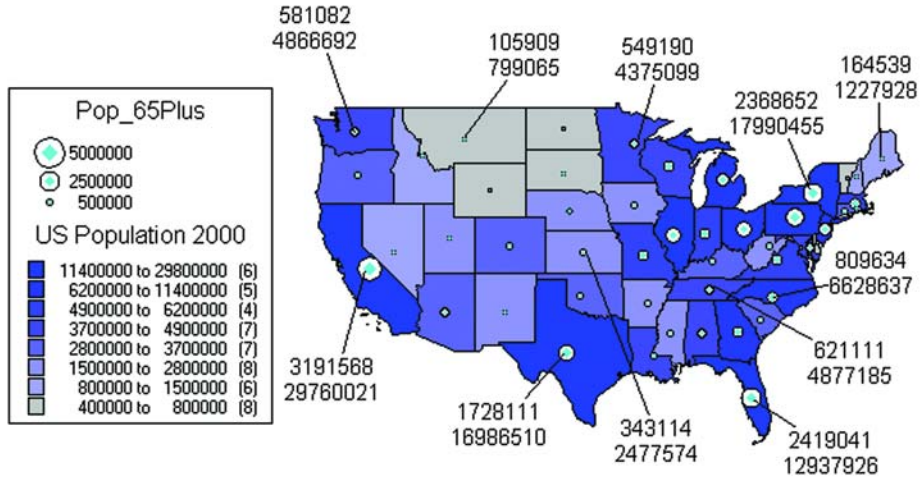 581082
4866692
105909
799065
549190
4375099
164539
1227928
2368652
17990455
Pop_65Plus
5000000
2500000
500000
US Population 2000
11400000 to 29800000 (6)
6200000 to 11400000 (5)
4900000 to 6200000 (4)
3700000 to 4900000 (7)
2800000 to 3700000 (7)
1500000 to 2800000 (8)
800000 to 1500000 (6)
400000 to 800000 (8)
809634
6628637
3191568
29760021
621111
4877185
1728111
16986510
343114
2477574
2419041
12937926